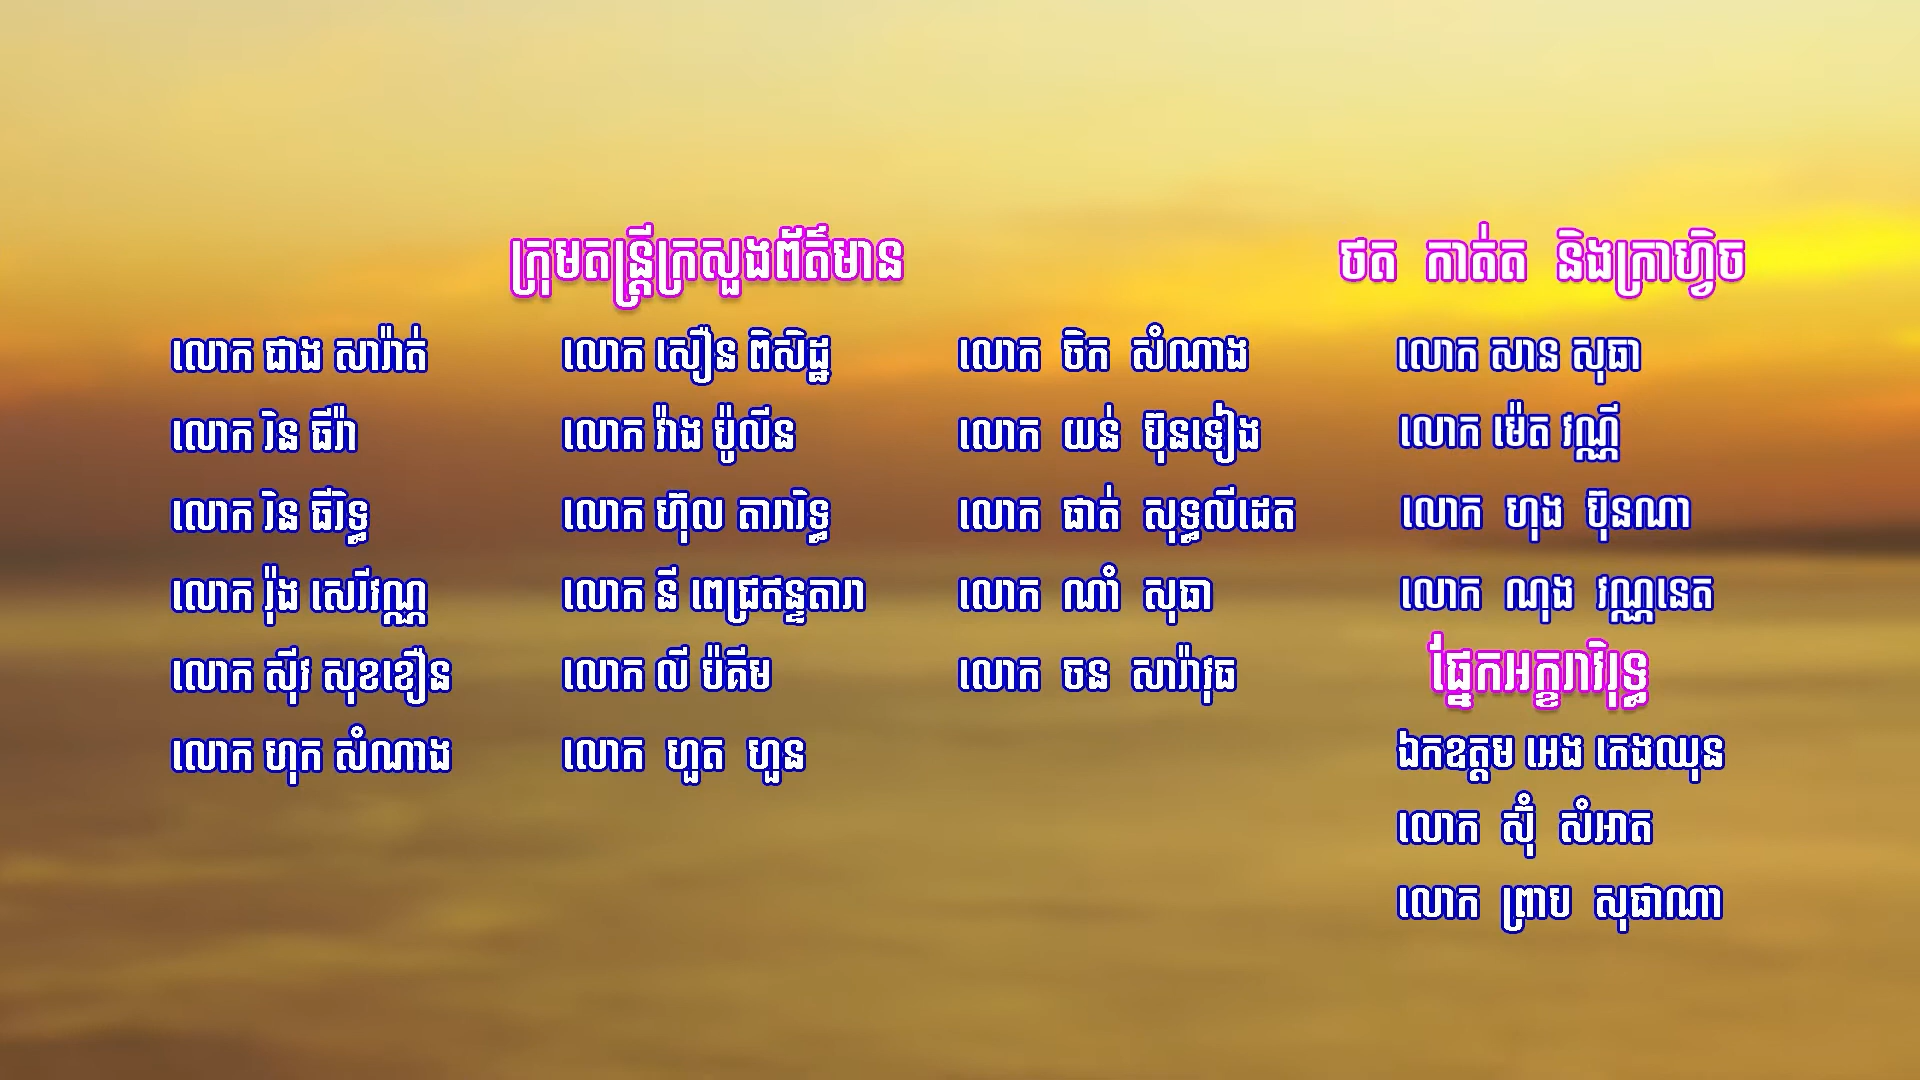 ក្រុមតន្ត្រីក្រសួងព័ត៌មាន
លោក ជាង សារ៉ាត់
លោក រិន ធីរ៉ា
លោក រិន ធីរិទ្ធ
លោក រ៉ុង សេរីវណ្ណ
លោក ស៊ីវ សុខខឿន
លោក ហុក សំណាង
លោក សឿន ពិសិដ្ឋ
លោក វ៉ាង ប៉ូលីន
លោក ហ៊ុល តារារិទ្ធ
លោក នី ពេជ្រឥន្ទតារា
លោក លី ប៉គីម
លោក ហួត ហួន
លោក ចិក សំណាង
លោក យន់ ប៊ុនទៀង
លោក ផាត់ សុទ្ធលីដេត
លោក ណាំ សុធា
លោក ចន សារ៉ាវុធ
ថត កាត់ត និងក្រាហ្វិច
លោក សាន សុធា
លោក ម៉េត វណ្ណី
លោក ហុង ប៊ុនណា
លោក ណុង វណ្ណនេត
ផ្នែកអក្ខរាវិរុទ្ធ
ឯកឧត្តម អេង កេងឈុន
លោក ស៊ុំ សំអាត
លោក ព្រាប សុផាណា